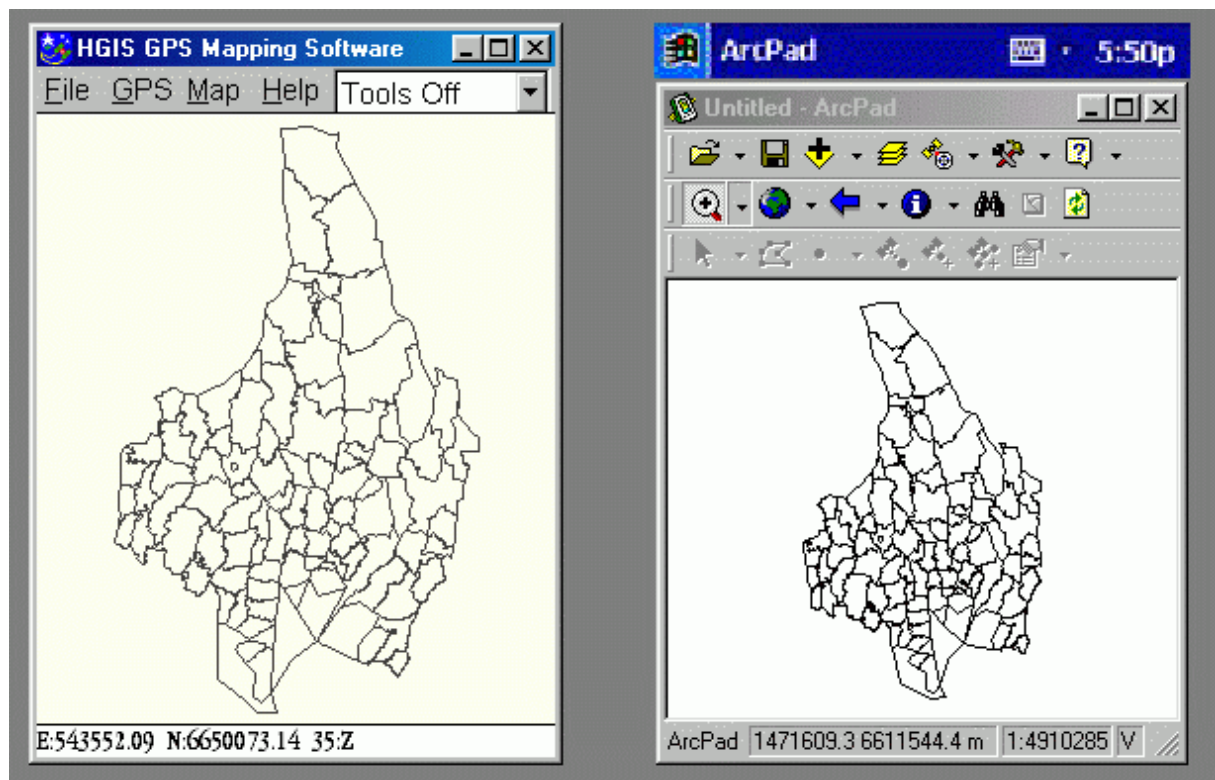 HGIS GPS Mapping Software
File GPS Map Help Tools Off
E:543552.09 N:6650073.14 35:Z
ArcPad 5:50p
Untitled - ArcPad
ArcPad 1471609.3 6611544.4 m 1:4910285 V